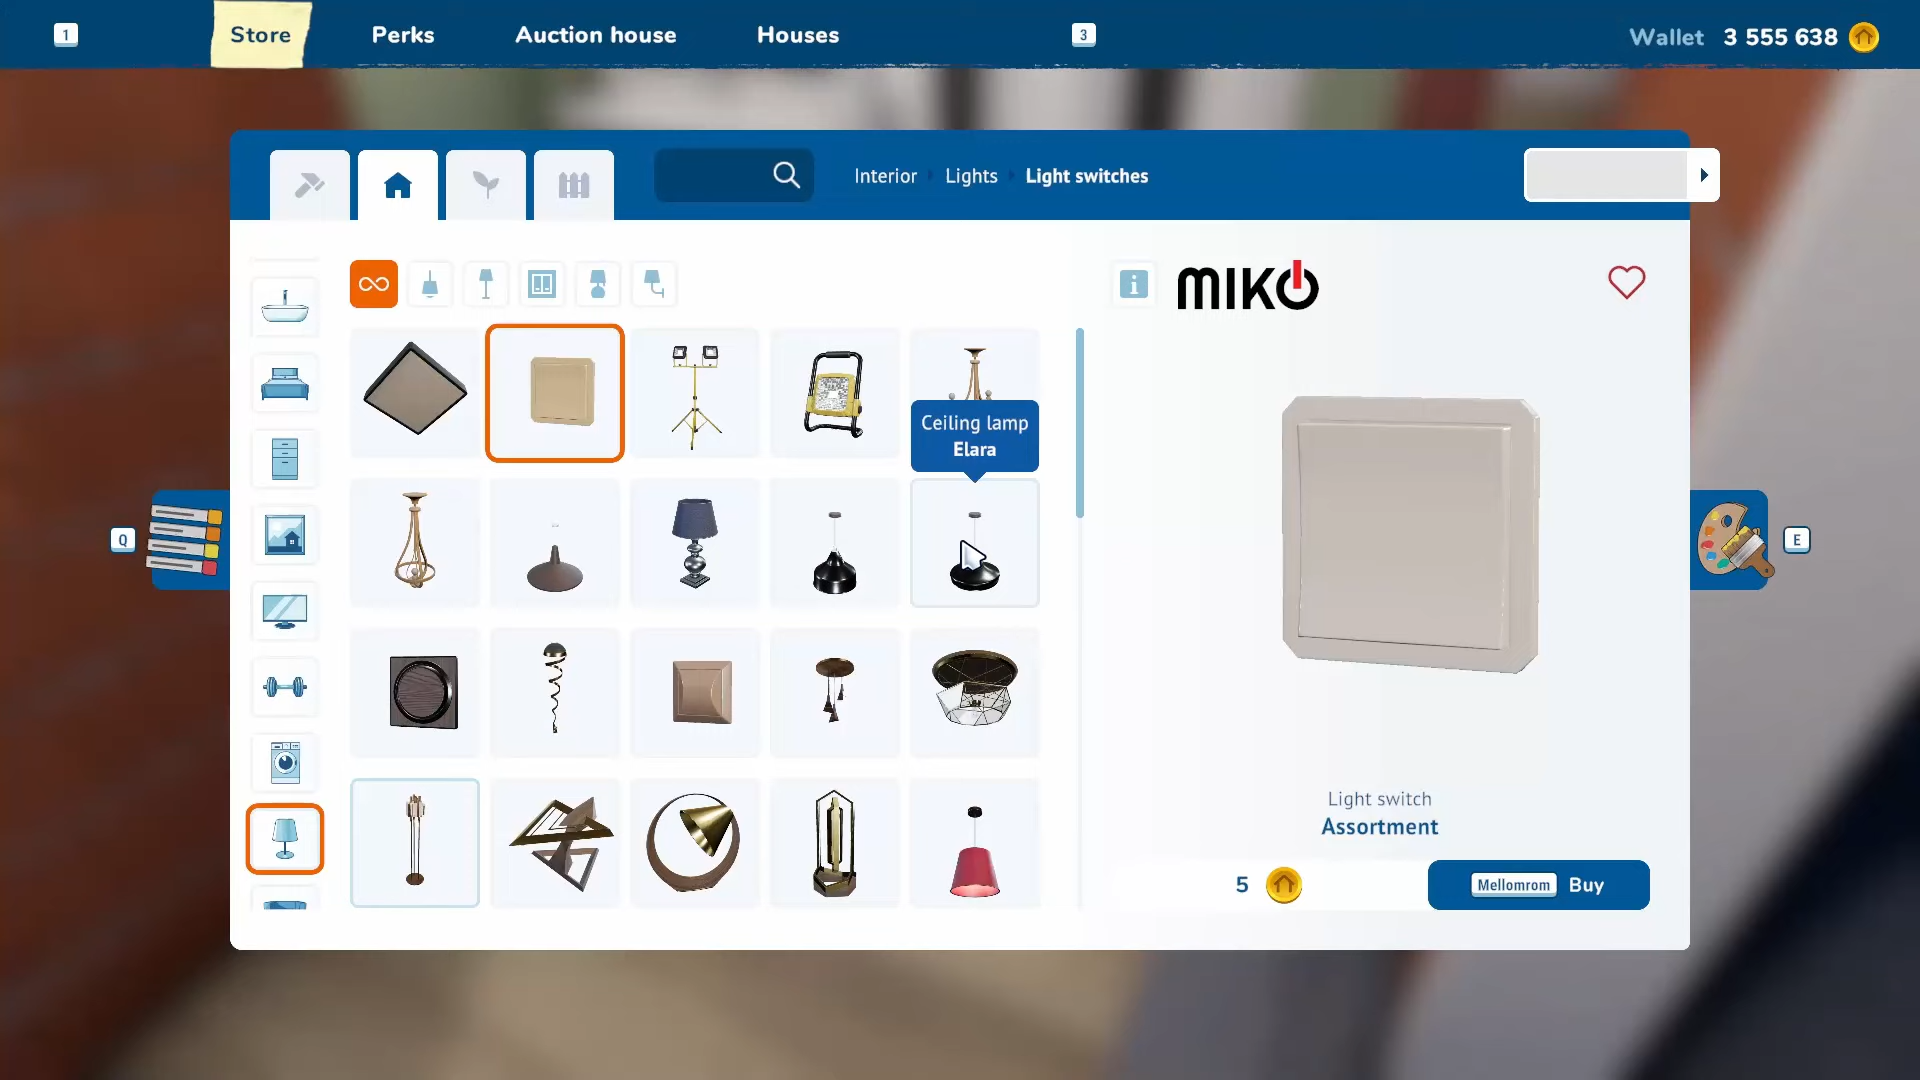 1
Store
Perks
Auction house
Houses
3
Wallet 3 555 638
Interior
Lights
Light switches
i
MIKO
Ceiling lamp
Elara
Q
E
Light switch
Assortment
5
Mellomrom
Buy